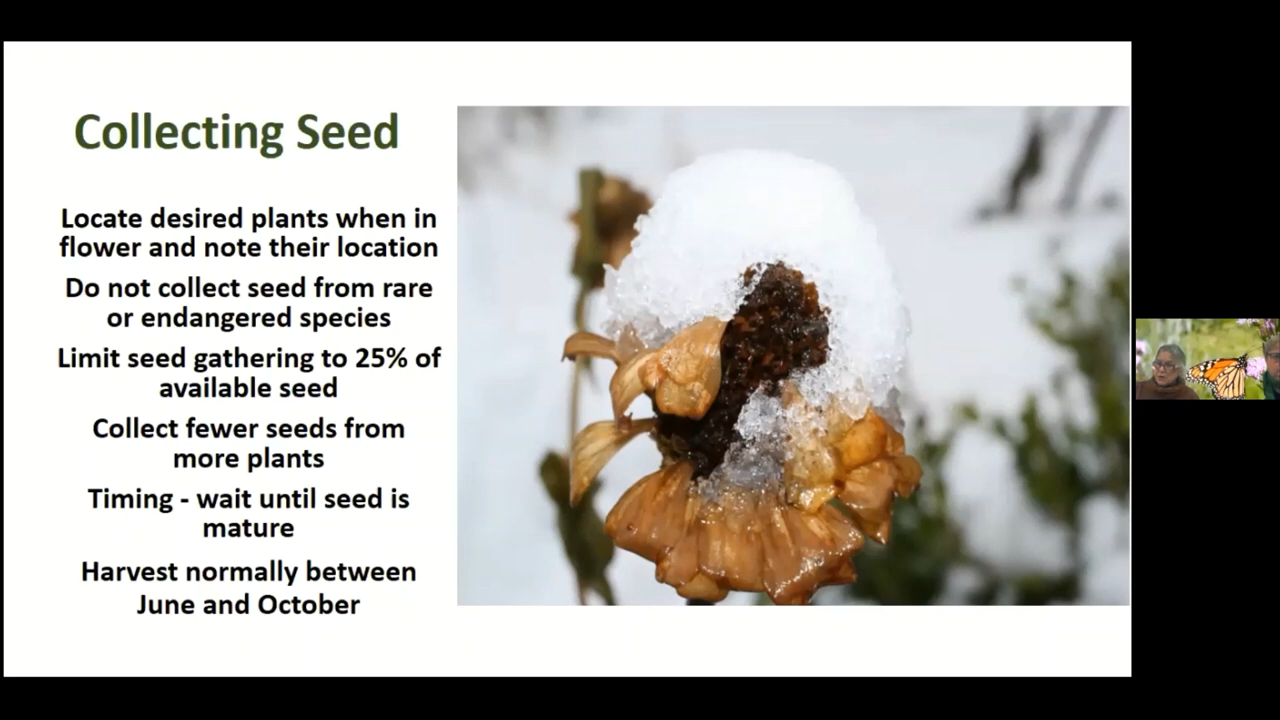 Collecting Seed
Locate desired plants when in
flower and note their location
Do not collect seed from rare
or endangered species
Limit seed gathering to 25% of
available seed
Collect fewer seeds from
more plants
Timing - wait until seed is
mature
Harvest normally between
June and October